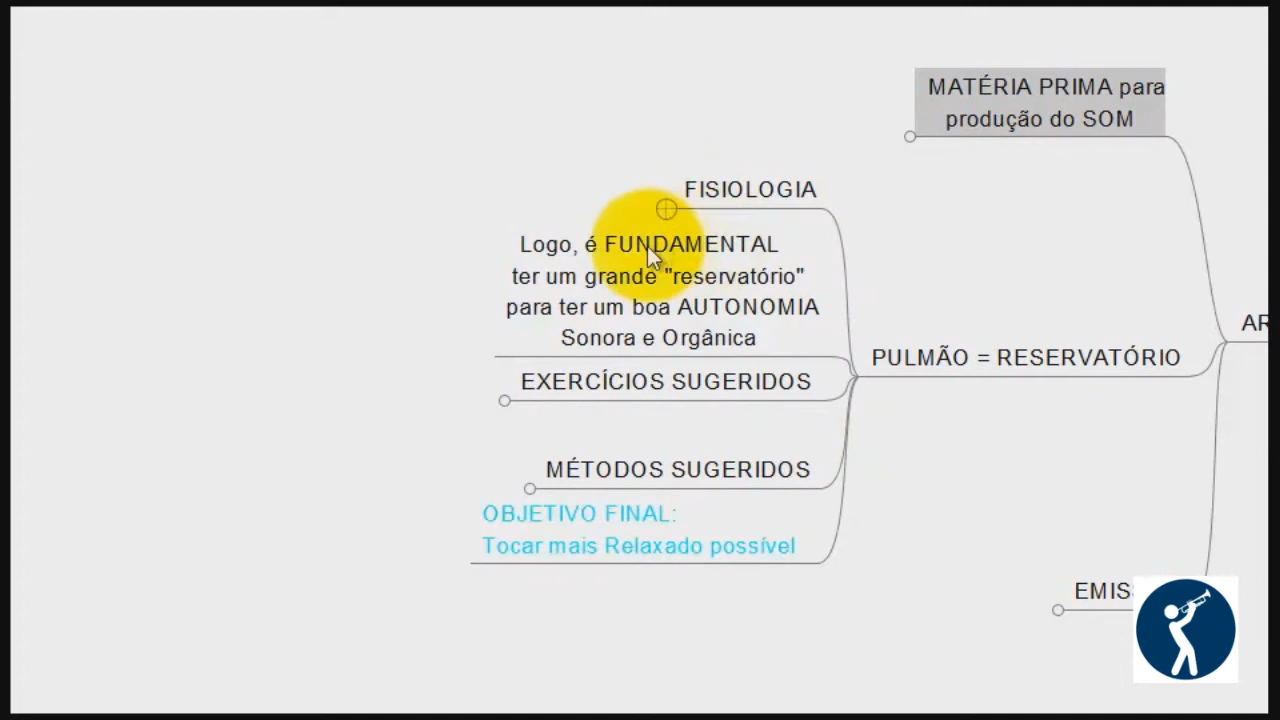 MATÉRIA PRIMA para
produção do SOM
FISIOLOGIA
Logo, é FUNDAMENTAL
ter um grande "reservatório"
para ter um boa AUTONOMIA
Sonora e Orgânica
PULMÃO = RESERVATÓRIO
EXERCÍCIOS SUGERIDOS
MÉTODOS SUGERIDOS
OBJETIVO FINAL:
Tocar mais Relaxado possível